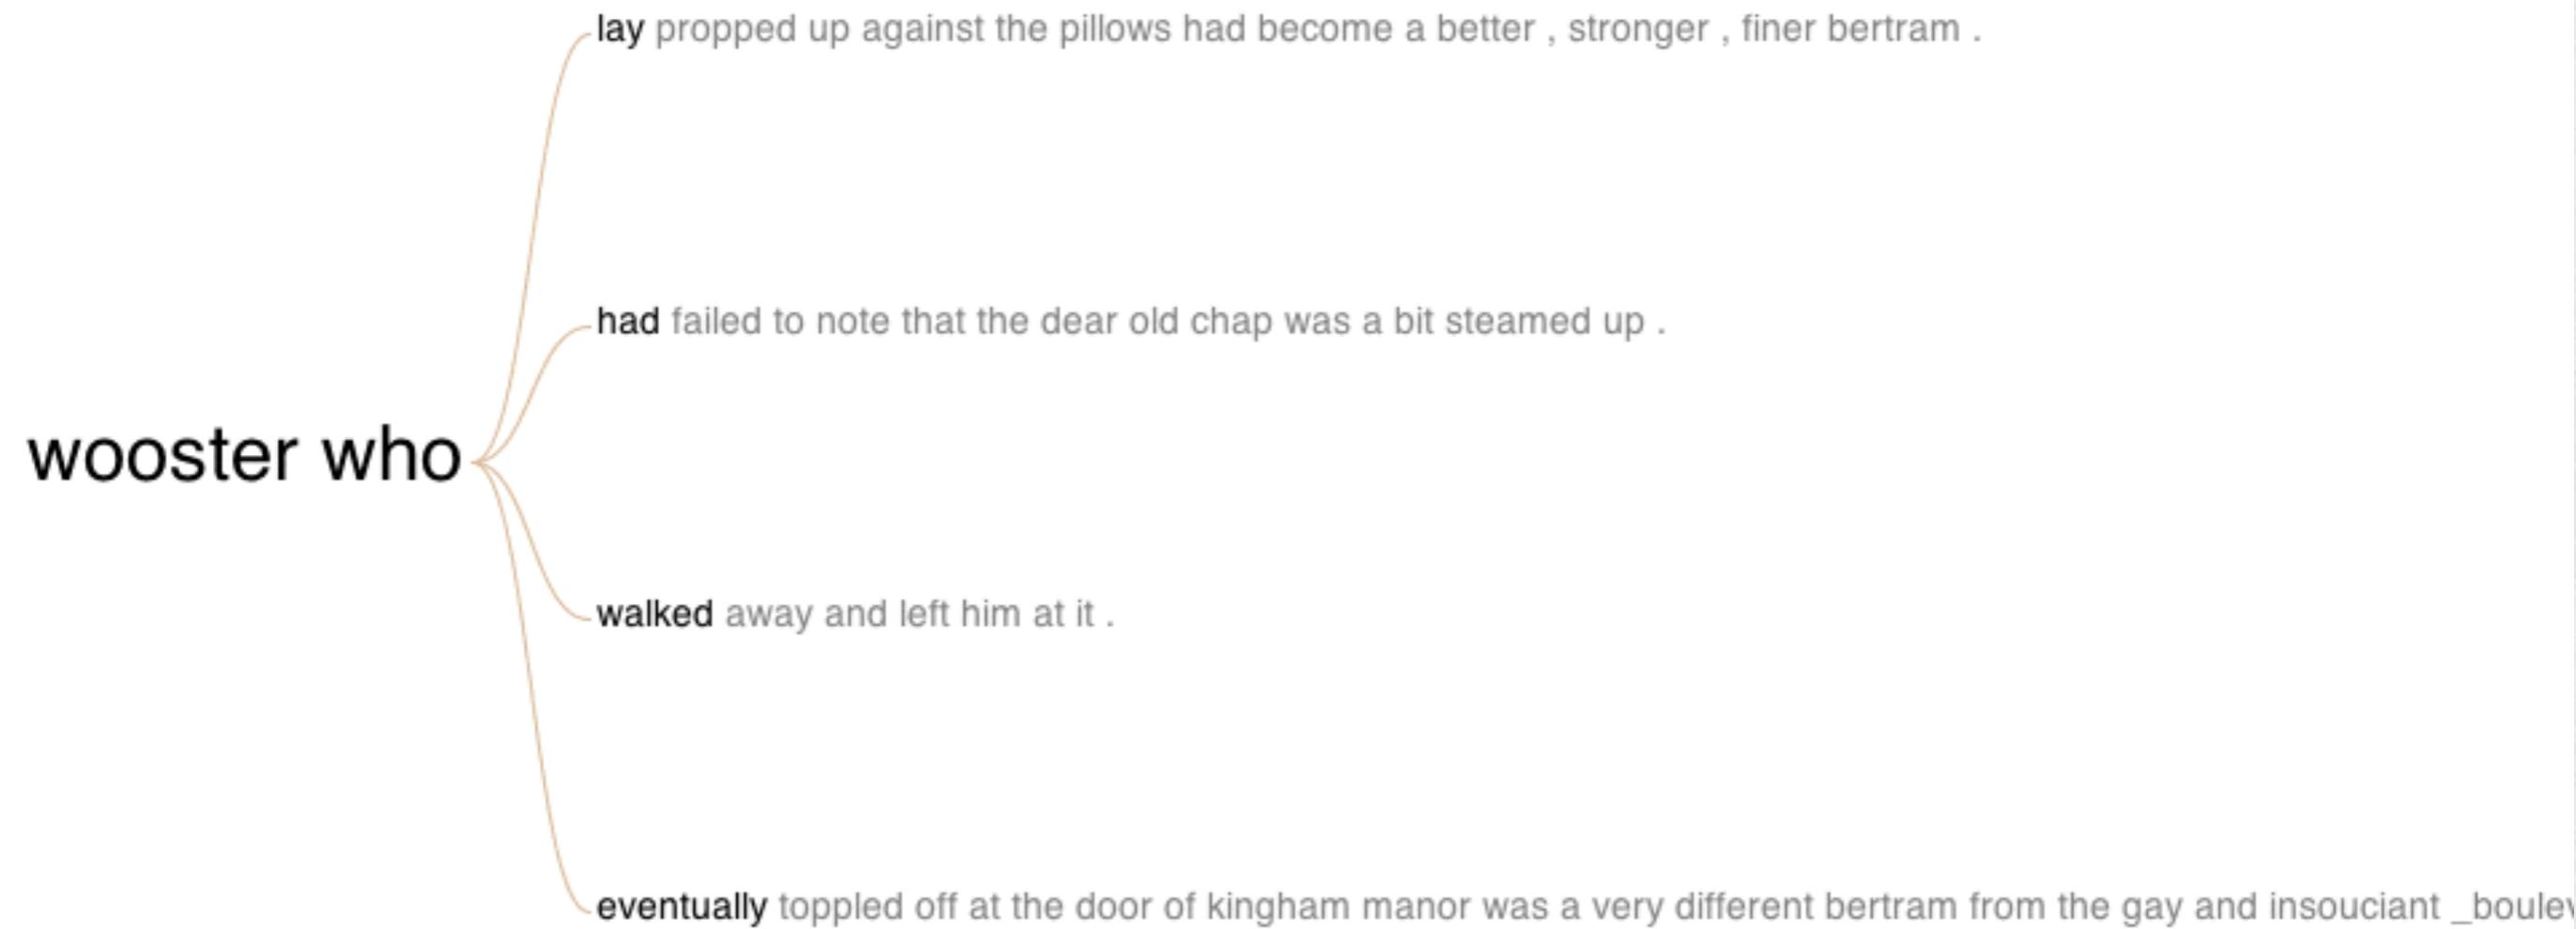 lay propped up against the pillows had become a better , stronger , finer bertram .
had failed to note that the dear old chap was a bit steamed up .
wooster who
walked away and left him at it .
eventually toppled off at the door of kingham manor was a very different bertram from the gay and insouciant _boulev